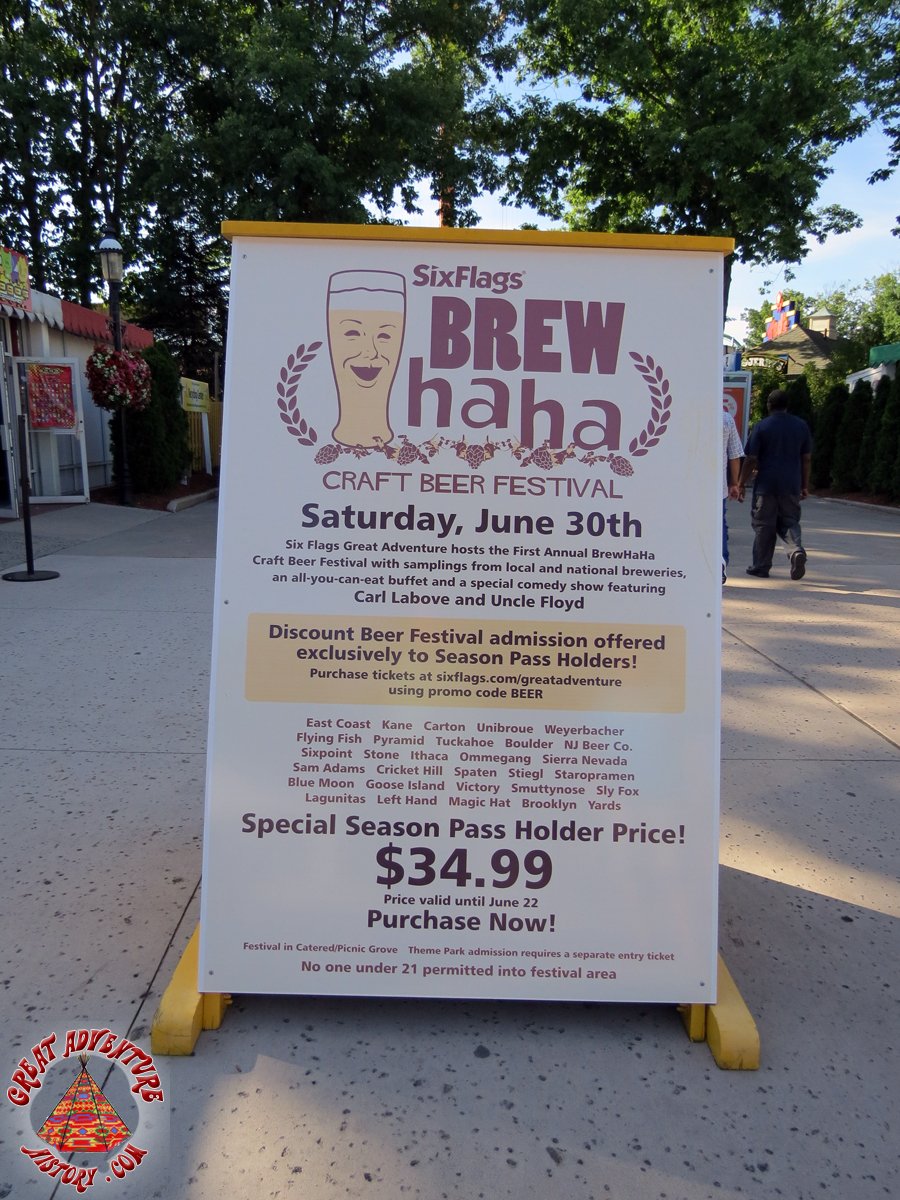 SixFlags
BREW
haha
CRAFT BEER FESTIVAL
Saturday, June 30th
Six Flags Great Adventure hosts the First Annual BrewHaHa
Craft Beer Festival with samplings from local and national breweries,
an all-you-can-eat buffet and a special comedy show featuring
Carl Labove and Uncle Floyd
Discount Beer Festival admission offered
exclusively to Season Pass Holders!
Purchase tickets at sixflags.com/greatadventure
using promo code BEER
East Coast Kane Carton Unibroue Weyerbacher
Flying Fish Pyramid Tuckahoe Boulder NJ Beer Co.
Sixpoint Stone Ithaca Ommegang Sierra Nevada
Sam Adams Cricket Hill Spaten Stiegl Staropramen
Blue Moon Goose Island Victory Smuttynose Sly Fox
Lagunitas Left Hand Magic Hat Brooklyn Yards
Special Season Pass Holder Price!
$34.99
Price valid until June 22
Purchase Now!
Festival in Catered/Picnic Grove Theme Park admission requires a separate entry ticket
No one under 21 permitted into festival area
GREAT ADVENTURE
HISTORY.COM